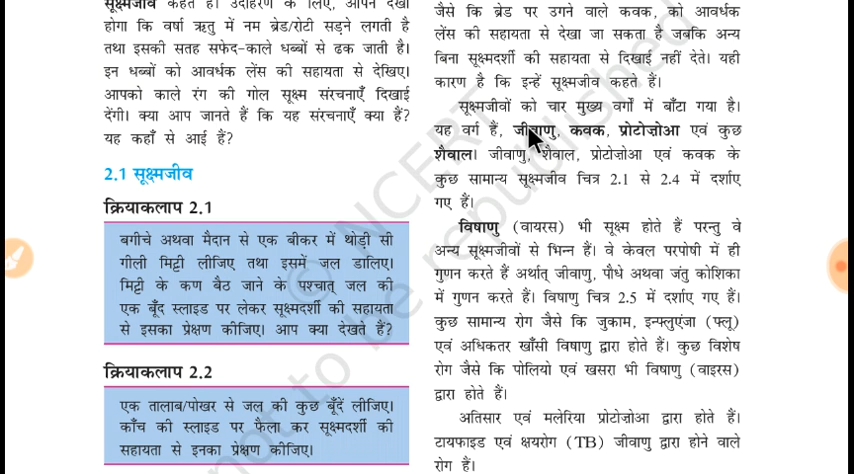 सूक्ष्मजीव कहते हैं। उदाहरण के लिए, आपने देखा
होगा कि वर्षा ऋतु में नम ब्रेड/रोटी सड़ने लगती है
तथा इसकी सतह सफेद-काले धब्बों से ढक जाती है।
इन धब्बों को आवर्धक लेंस की सहायता से देखिए।
आपको काले रंग की गोल सूक्ष्म संरचनाएँ दिखाई
देंगी। क्या आप जानते हैं कि यह संरचनाएँ क्या हैं?
यह कहाँ से आई हैं?
2.1 सूक्ष्मजीव
क्रियाकलाप 2.1
बगीचे अथवा मैदान से एक बीकर में थोड़ी सी
गीली मिट्टी लीजिए तथा इसमें जल डालिए।
मिट्टी के कण बैठ जाने के पश्चात् जल की
एक बूँद स्लाइड पर लेकर सूक्ष्मदर्शी की सहायता
से इसका प्रेक्षण कीजिए। आप क्या देखते हैं?
क्रियाकलाप 2.2
एक तालाब/पोखर से जल की कुछ बूँदें लीजिए।
काँच की स्लाइड पर फैला कर सूक्ष्मदर्शी की
सहायता से इनका प्रेक्षण कीजिए।
जैसे कि ब्रेड पर उगने वाले कवक, को आवर्धक
लेंस की सहायता से देखा जा सकता है जबकि अन्य
बिना सूक्ष्मदर्शी की सहायता से दिखाई नहीं देते। यही
कारण है कि इन्हें सूक्ष्मजीव कहते हैं।
सूक्ष्मजीवों को चार मुख्य वर्गों में बाँटा गया है।
यह वर्ग हैं, जीवाणु, कवक, प्रोटोज़ोआ एवं कुछ
शैवाल। जीवाणु, शैवाल, प्रोटोज़ोआ एवं कवक के
कुछ सामान्य सूक्ष्मजीव चित्र 2.1 से 2.4 में दर्शाए
गए हैं।
विषाणु (वायरस) भी सूक्ष्म होते हैं परन्तु वे
अन्य सूक्ष्मजीवों से भिन्न हैं। वे केवल परपोषी में ही
गुणन करते हैं अर्थात् जीवाणु, पौधे अथवा जंतु कोशिका
में गुणन करते हैं। विषाणु चित्र 2.5 में दर्शाए गए हैं।
कुछ सामान्य रोग जैसे कि जुकाम, इन्फ्लुएंजा (फ्लू)
एवं अधिकतर खाँसी विषाणु द्वारा होते हैं। कुछ विशेष
रोग जैसे कि पोलियो एवं खसरा भी विषाणु (वाइरस)
द्वारा होते हैं।
अतिसार एवं मलेरिया प्रोटोज़ोआ द्वारा होते हैं।
टायफाइड एवं क्षयरोग (TB) जीवाणु द्वारा होने वाले
रोग हैं।
© NCERT
not to be republished